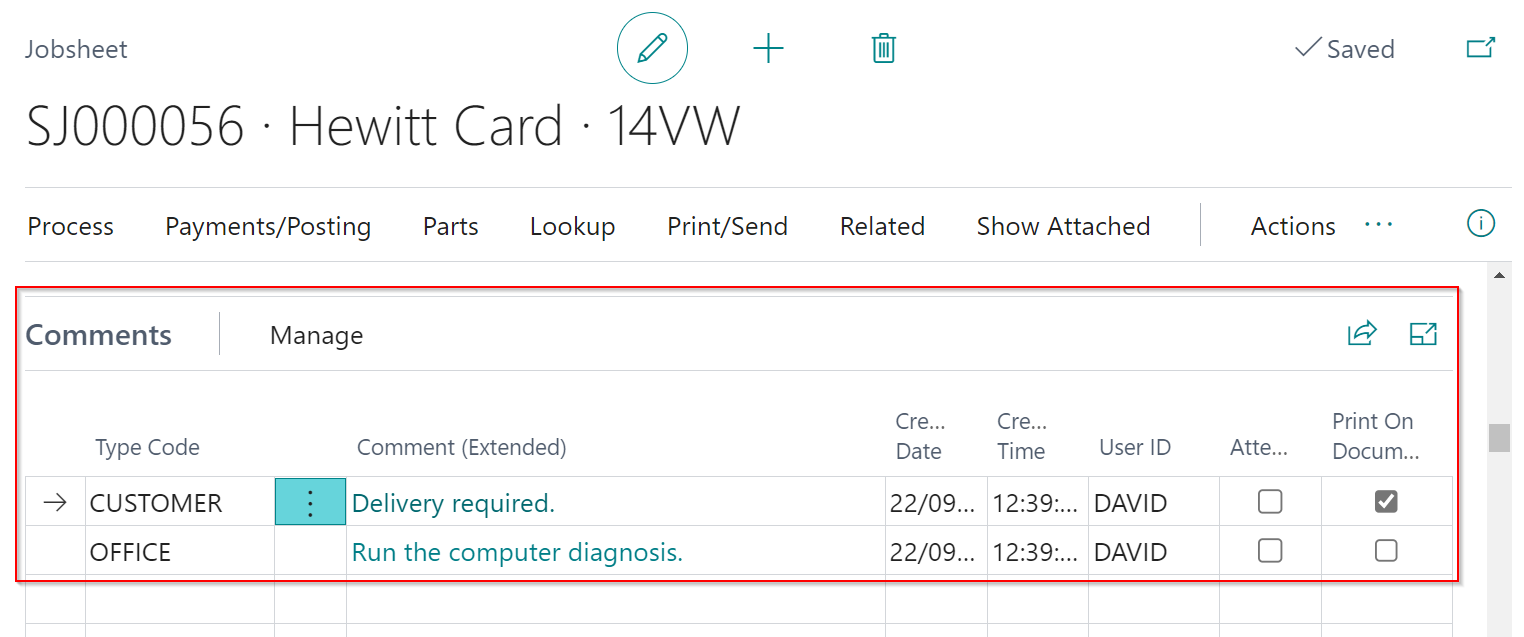 Jobsheet
Saved
SJ000056 · Hewitt Card · 14VW
Process Payments/Posting Parts Lookup Print/Send Related Show Attached Actions ...
Comments Manage
Type Code Comment (Extended) Cre... Date Cre... Time User ID Atte... Print On Docum...
CUSTOMER Delivery required. 22/09... 12:39:... DAVID
OFFICE Run the computer diagnosis. 22/09... 12:39:... DAVID